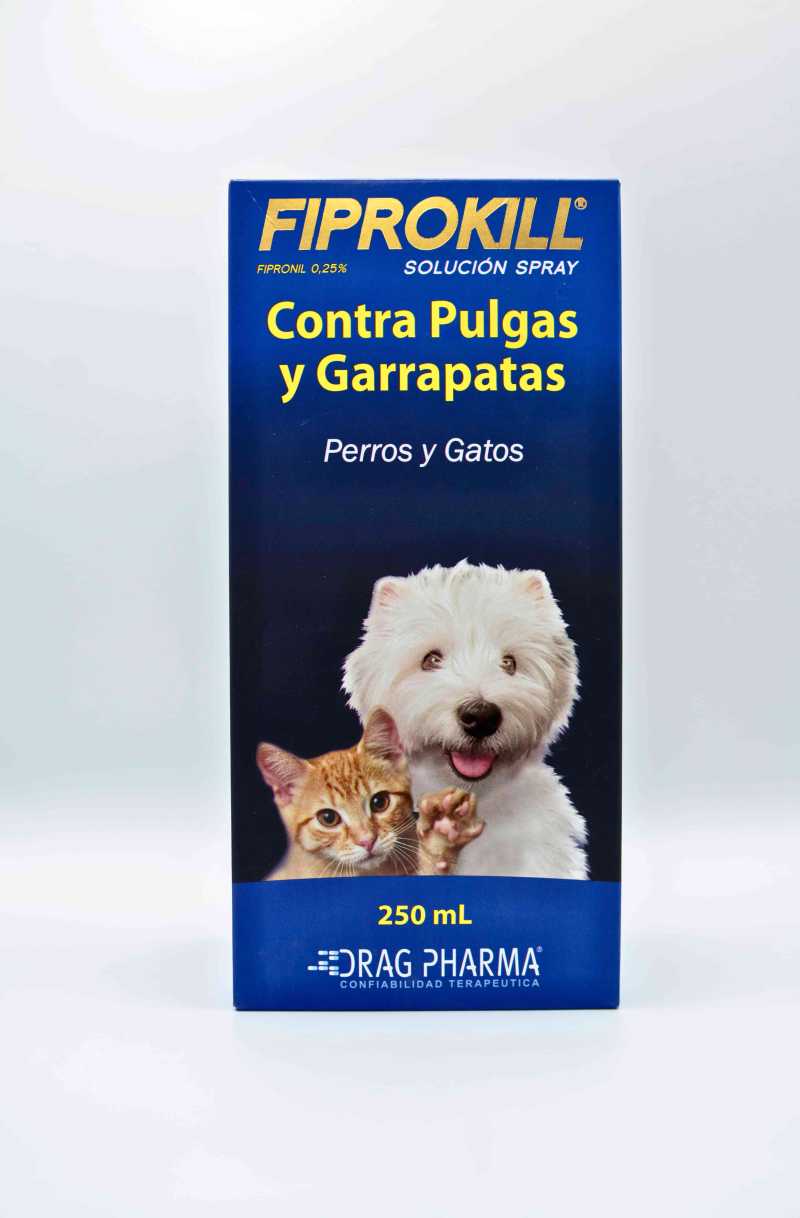 FIPROKILL®
FIPRONIL 0,25%
SOLUCIÓN SPRAY
Contra Pulgas
y Garrapatas
Perros y Gatos
250 mL
DRAG PHARMA®
CONFIABILIDAD TERAPEUTICA